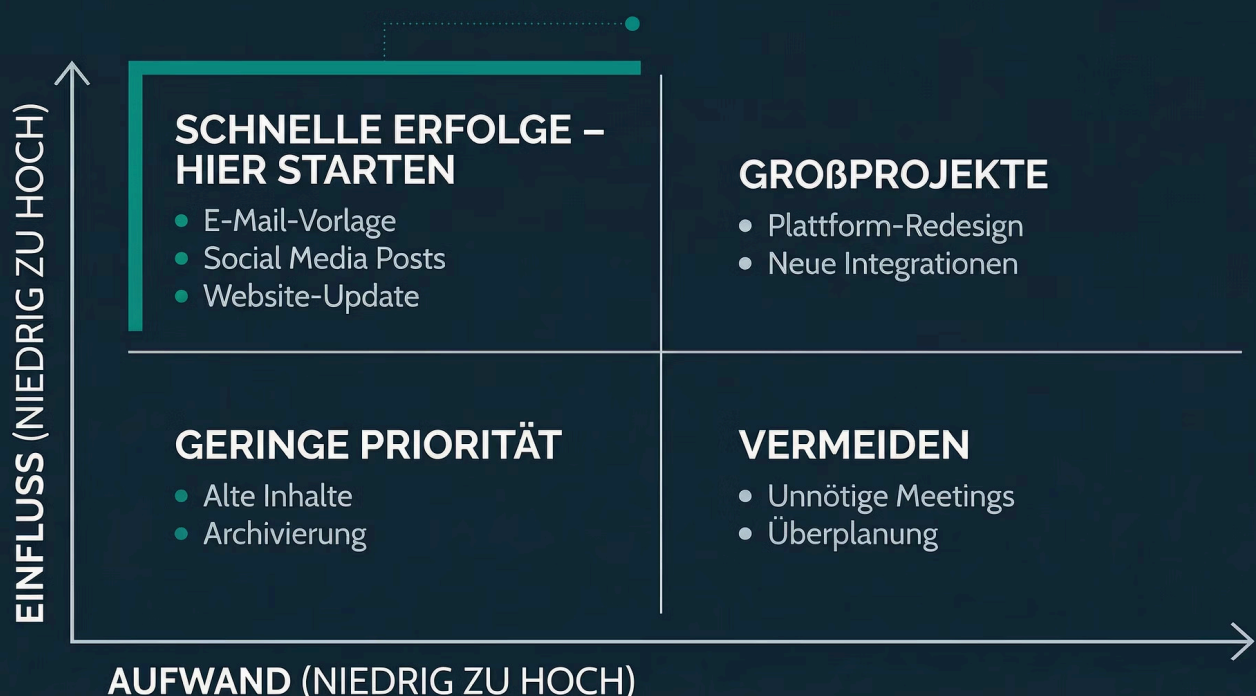 EINFLUSS (NIEDRIG ZU HOCH)
SCHNELLE ERFOLGE –
HIER STARTEN
E-Mail-Vorlage
Social Media Posts
Website-Update
GROßPROJEKTE
Plattform-Redesign
Neue Integrationen
GERINGE PRIORITÄT
Alte Inhalte
Archivierung
VERMEIDEN
Unnötige Meetings
Überplanung
AUFWAND (NIEDRIG ZU HOCH)